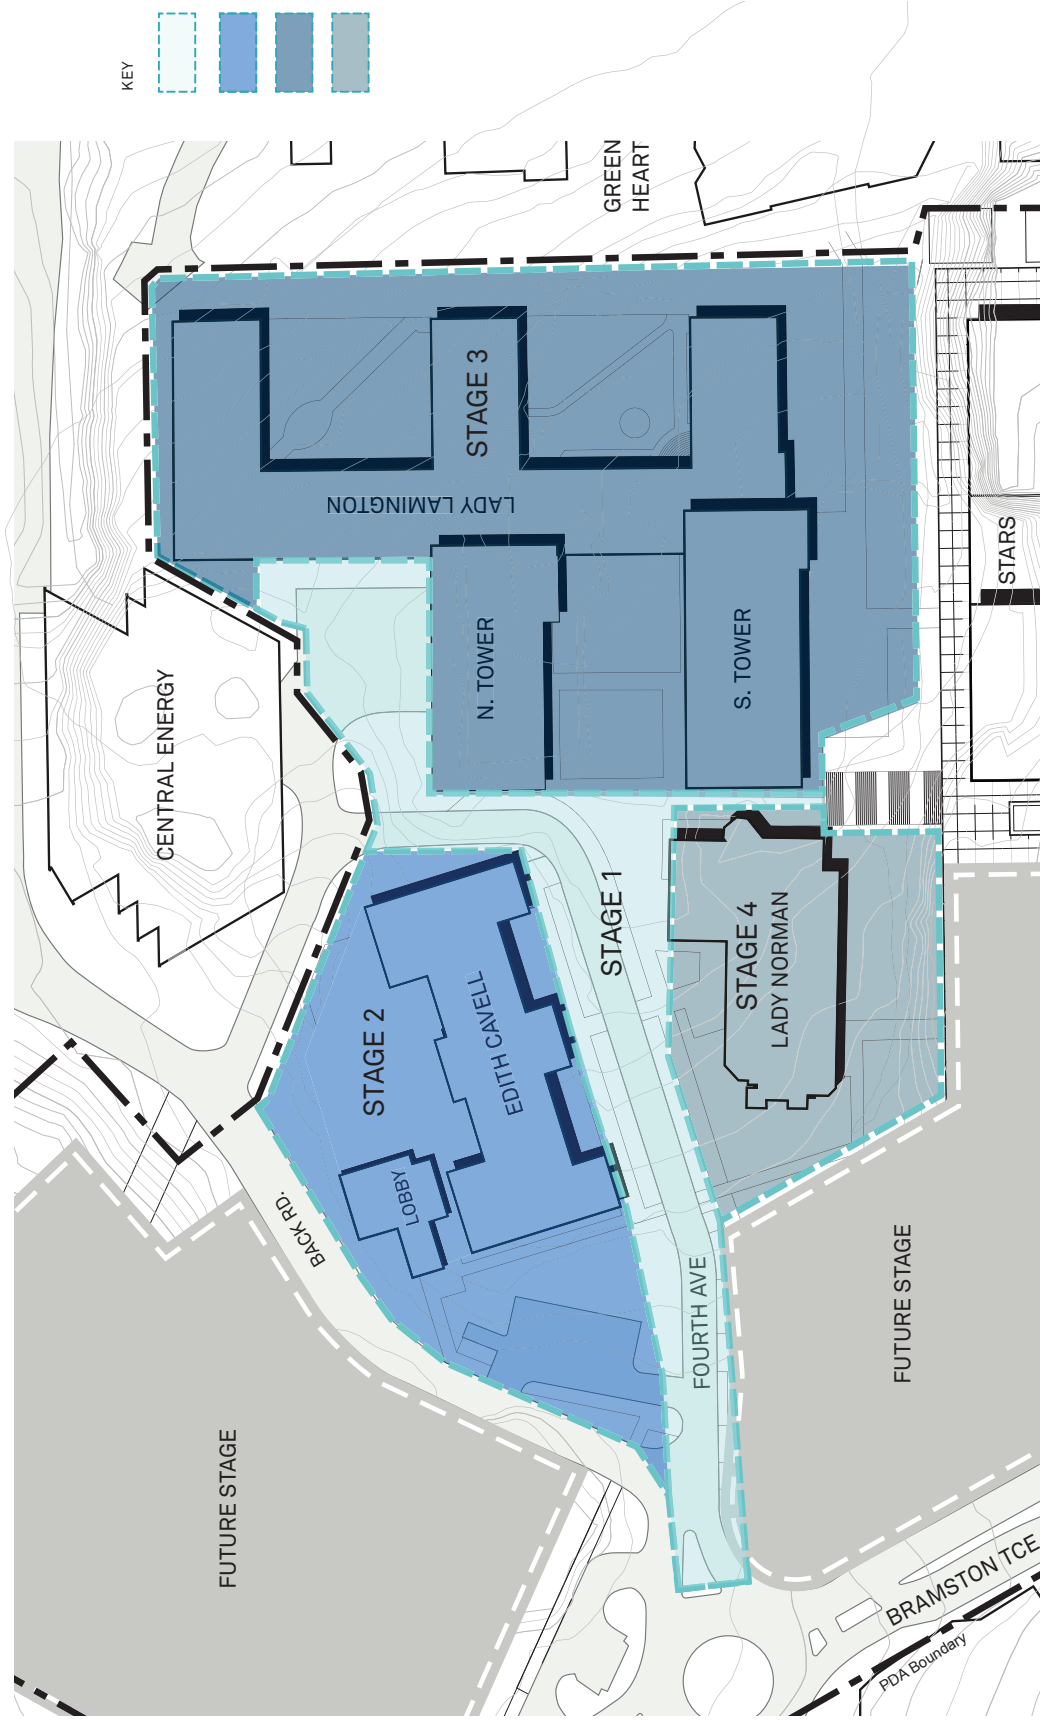 KEY
GREEN
HEART
STAGE 3
LADY LAMINGTON
STARS
N. TOWER
S. TOWER
CENTRAL ENERGY
STAGE 1
STAGE 4
LADY NORMAN
STAGE 2
EDITH CAVELL
LOBBY
BACK RD.
FOURTH AVE
FUTURE STAGE
FUTURE STAGE
BRAMSTON TCE
PDA Boundary